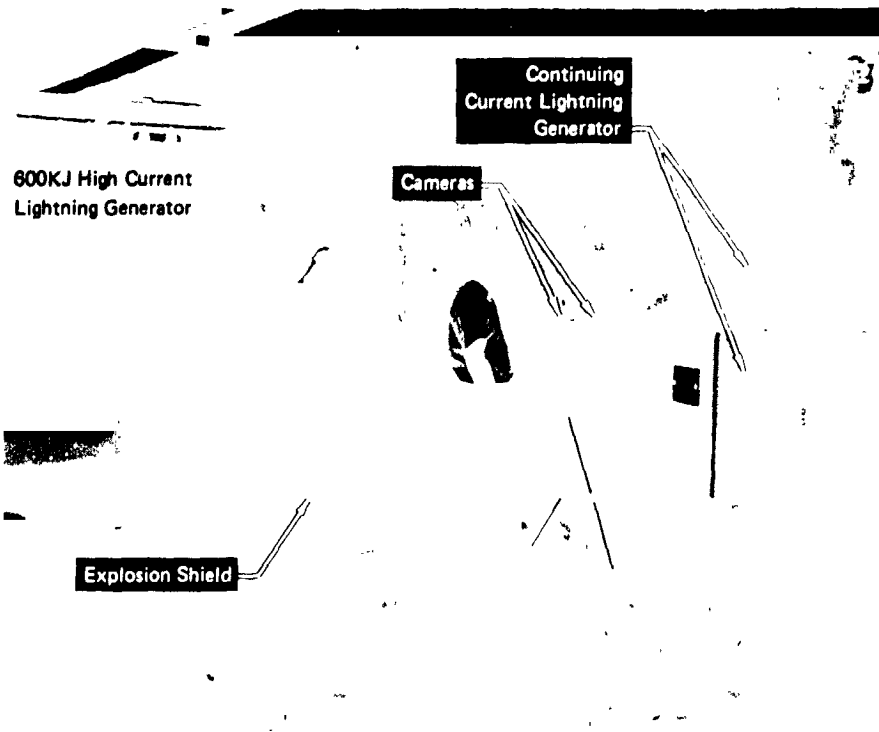 Continuing
Current Lightning
Generator
600KJ High Current
Lightning Generator
Cameras
Explosion Shield